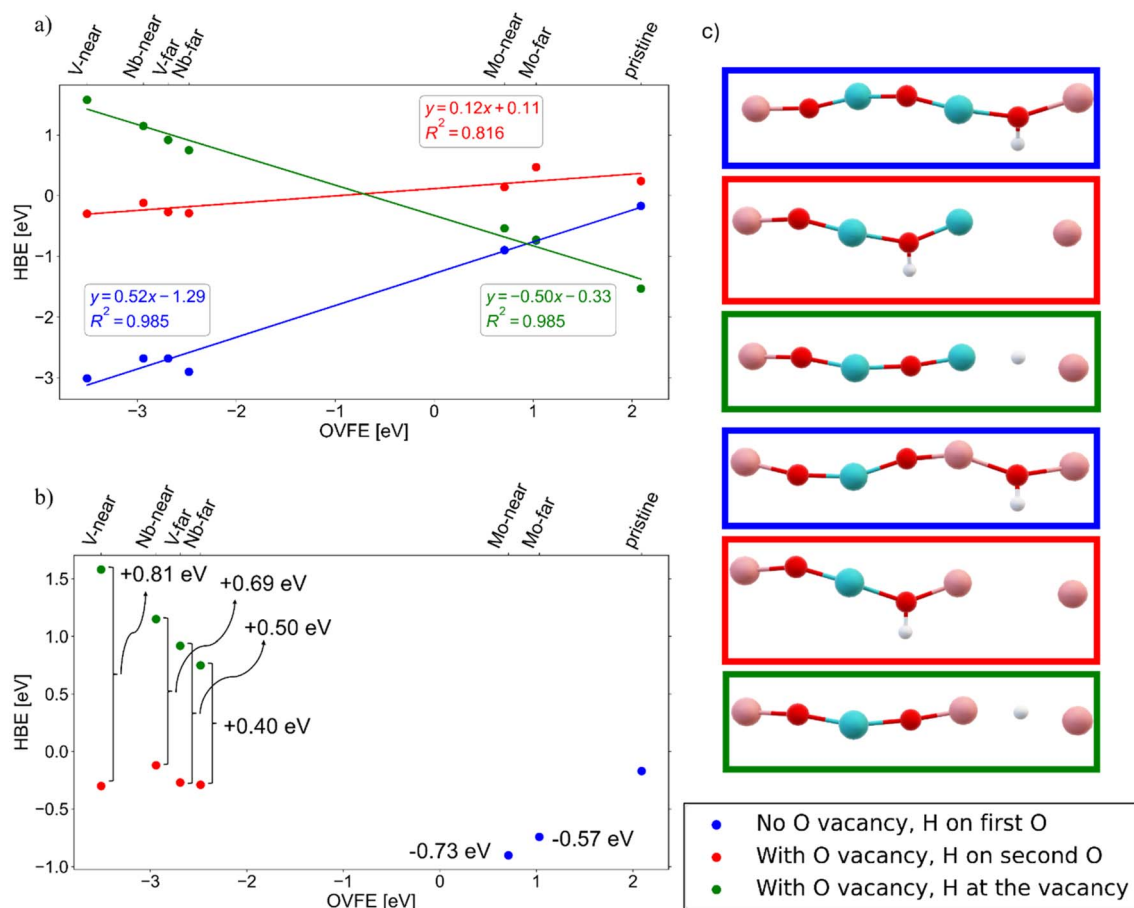 a)
V-near
Nb-near
V-far
Nb-far
Mo-near
Mo-far
pristine
y = 0.12x + 0.11
R² = 0.816
y = 0.52x − 1.29
R² = 0.985
y = −0.50x − 0.33
R² = 0.985
HBE [eV]
1
0
−1
−2
−3
−3
−2
−1
0
1
2
OVFE [eV]
b)
V-near
Nb-near
V-far
Nb-far
Mo-near
Mo-far
pristine
+0.81 eV
+0.69 eV
+0.50 eV
+0.40 eV
-0.73 eV
-0.57 eV
HBE [eV]
1.5
1.0
0.5
0.0
−0.5
−1.0
−3
−2
−1
0
1
2
OVFE [eV]
c)
No O vacancy, H on first O
With O vacancy, H on second O
With O vacancy, H at the vacancy